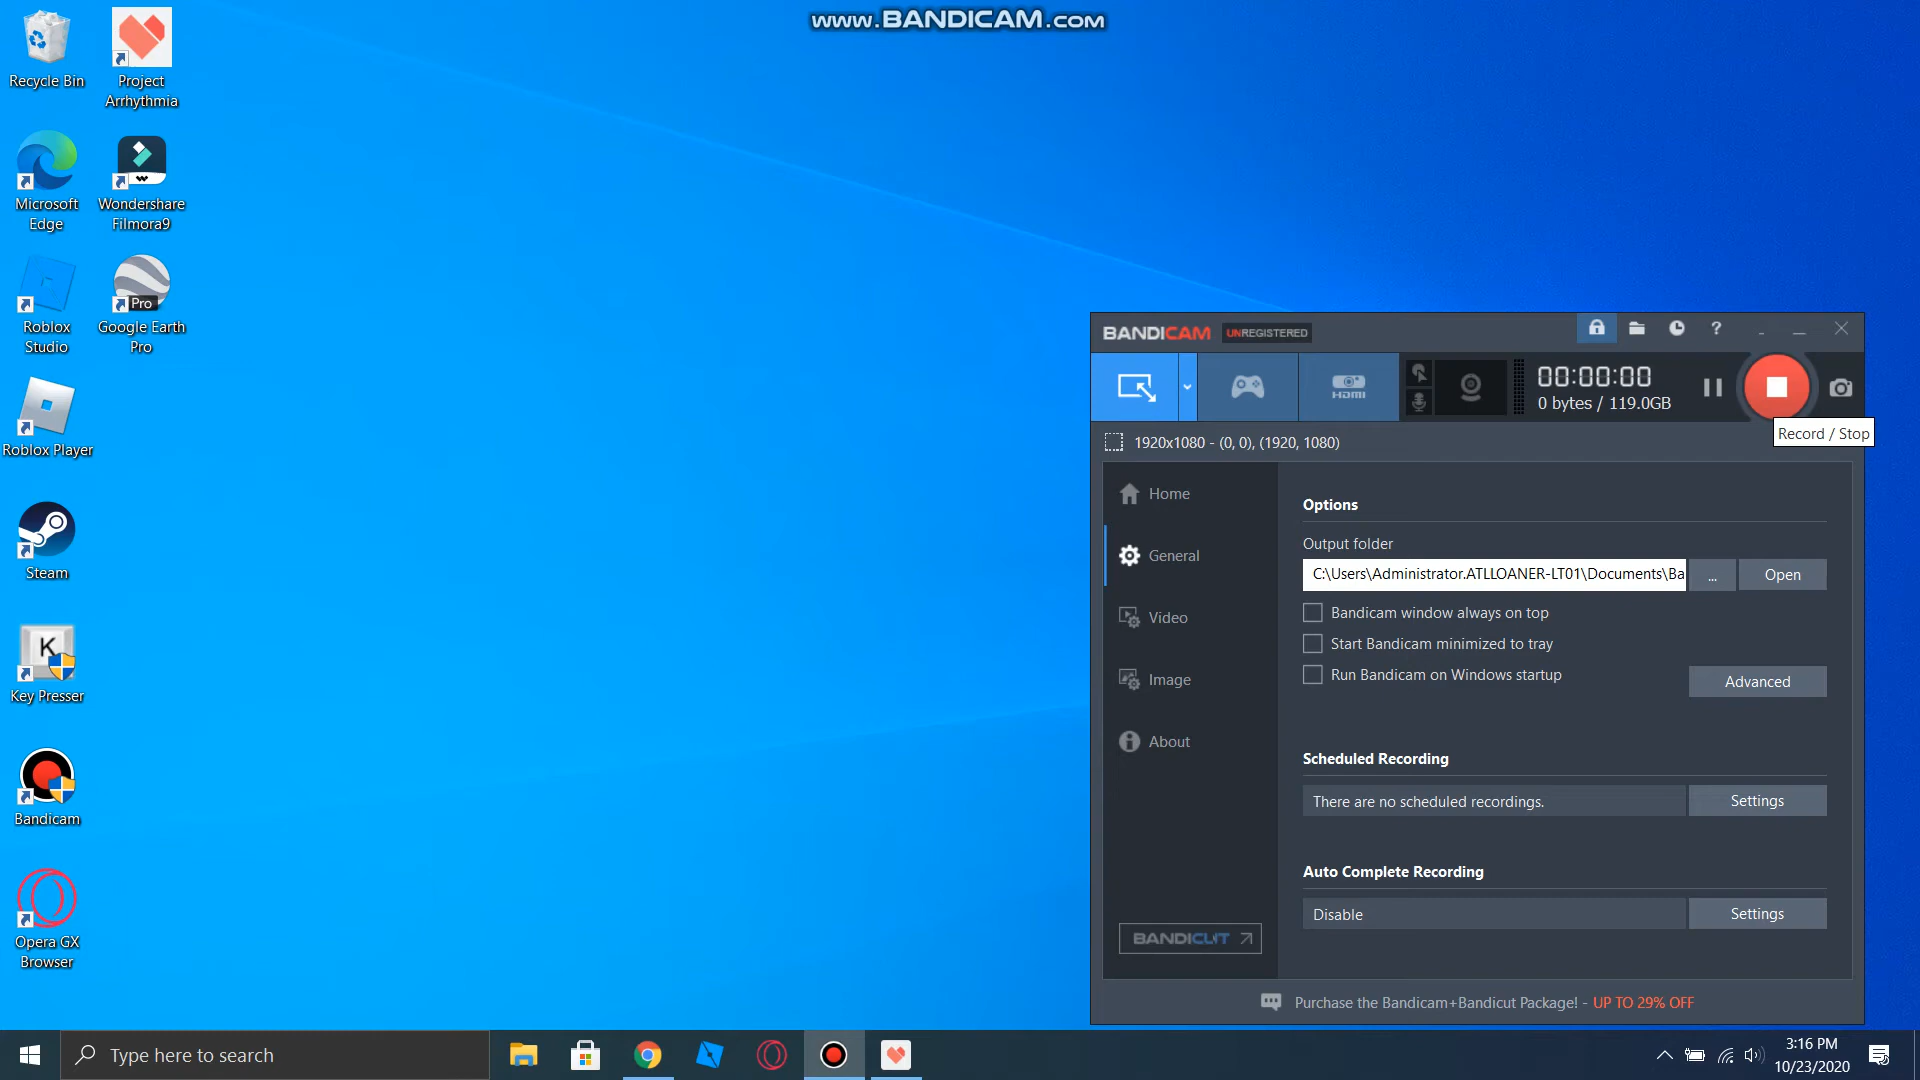 www.BANDICAM.com
Recycle Bin
Project
Arrhythmia
Microsoft
Edge
Wondershare
Filmora9
Roblox
Studio
Pro
Google Earth
Pro
Roblox Player
Steam
K
Key Presser
Bandicam
Opera GX
Browser
BANDICAM UNREGISTERED
?
HDMI
00:00:00
0 bytes / 119.0GB
Record / Stop
1920x1080 - (0, 0), (1920, 1080)
Home
General
Video
Image
About
BANDICUT
Options
Output folder
C:\Users\Administrator.ATLLOANER-LT01\Documents\Ba
...
Open
Bandicam window always on top
Start Bandicam minimized to tray
Run Bandicam on Windows startup
Advanced
Scheduled Recording
There are no scheduled recordings.
Settings
Auto Complete Recording
Disable
Settings
Purchase the Bandicam+Bandicut Package! - UP TO 29% OFF
Type here to search
3:16 PM
10/23/2020